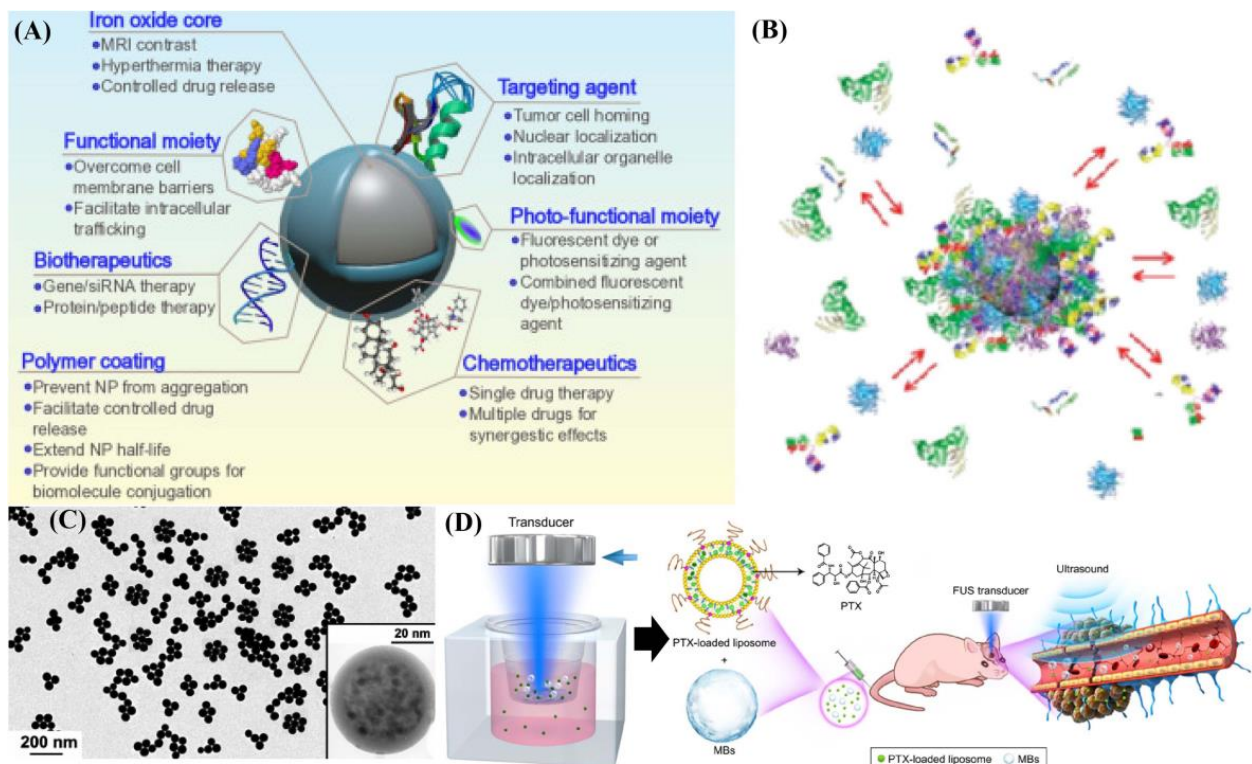 (A)
Iron oxide core
MRI contrast
Hyperthermia therapy
Controlled drug release
Functional moiety
Overcome cell
membrane barriers
Facilitate intracellular
trafficking
Biotherapeutics
Gene/siRNA therapy
Protein/peptide therapy
Polymer coating
Prevent NP from aggregation
Facilitate controlled drug
release
Extend NP half-life
Provide functional groups for
biomolecule conjugation
Targeting agent
Tumor cell homing
Nuclear localization
Intracellular organelle
localization
Photo-functional moiety
Fluorescent dye or
photosensitizing agent
Combined fluorescent
dye/photosensitizing
agent
Chemotherapeutics
Single drug therapy
Multiple drugs for
synergestic effects
(B)
(C)
200 nm
20 nm
(D)
Transducer
PTX-loaded liposome
+
MBs
PTX
FUS transducer
Ultrasound
PTX-loaded liposome
MBs